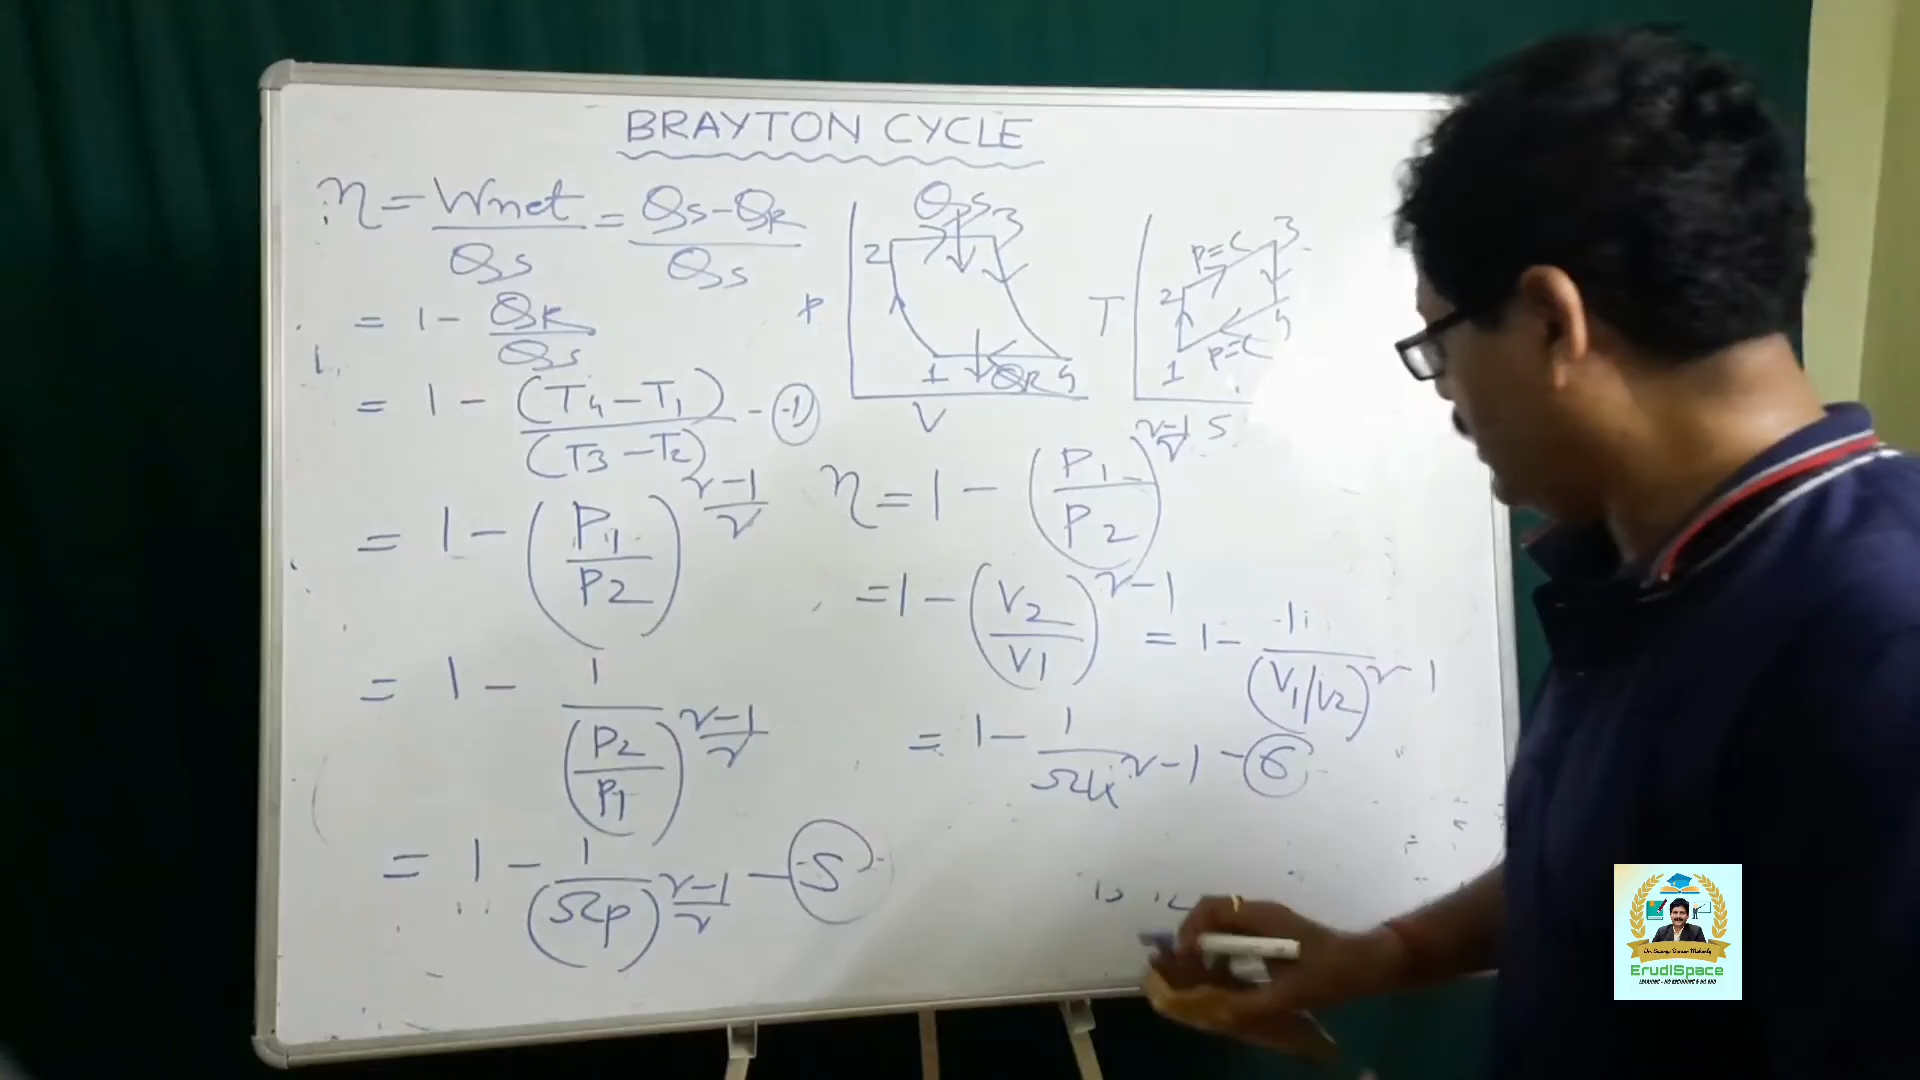 BRAYTON CYCLE
η = Wnet/Qs = (Qs-QR)/Qs
= 1 - QR/Qs
= 1 - (T4-T1)/(T3-T2) - (1)
= 1 - (P1/P2)^(γ-1)/γ
= 1 - 1/(P2/P1)^(γ-1)/γ
= 1 - 1/(rp)^(γ-1)/γ - (5)
Qs
2 3
P
1 QR 4
V
P=C 3
T 2
4
P=C
1
S
η = 1 - (P1/P2)^(γ-1)/γ
= 1 - (V2/V1)^γ-1 = 1 - 1/(V1/V2)^γ-1
= 1 - 1/rk^γ-1 - (6)
ErudiSpace